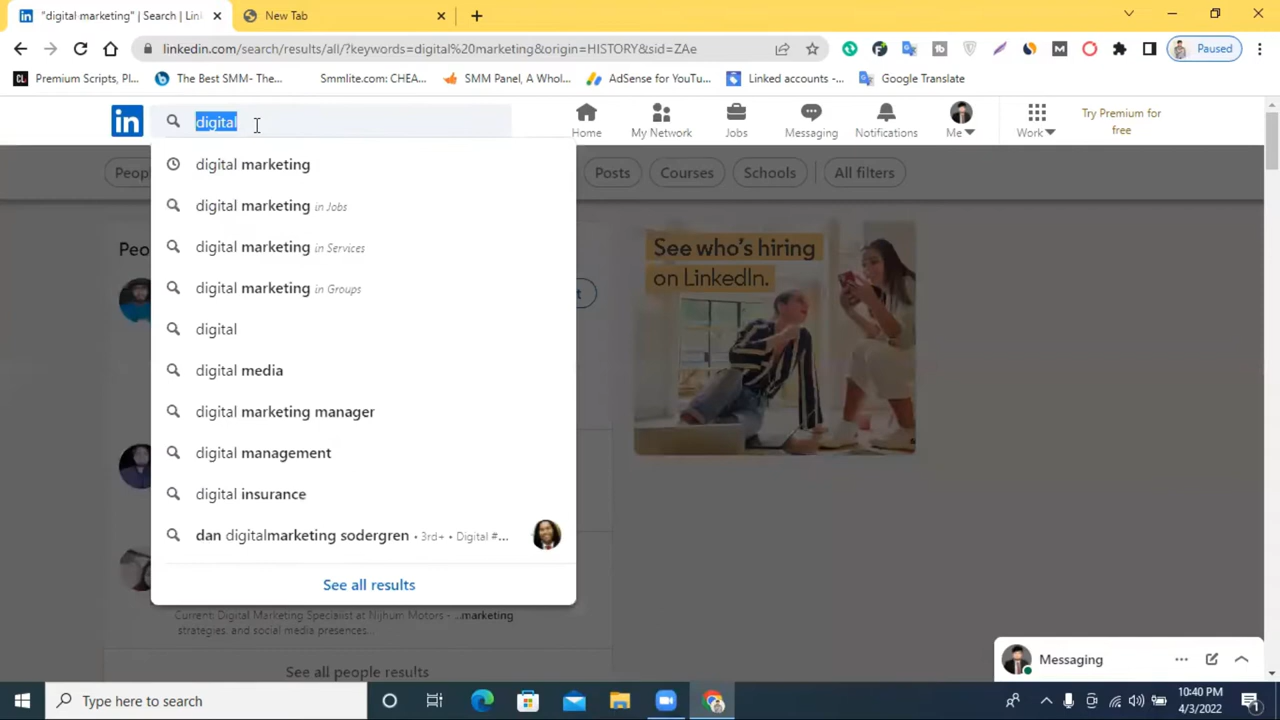 "digital marketing" | Search | Lin
New Tab
linkedin.com/search/results/all/?keywords=digital%20marketing&origin=HISTORY&sid=ZAe
Paused
Premium Scripts, Pl...
The Best SMM- The...
Smmlite.com: CHEA...
SMM Panel, A Whol...
AdSense for YouTu...
Linked accounts -...
Google Translate
in
digital
Home
My Network
Jobs
Messaging
Notifications
Me
Work
Try Premium for
free
Peop
Posts
Courses
Schools
All filters
digital marketing
digital marketing in Jobs
digital marketing in Services
digital marketing in Groups
digital
digital media
digital marketing manager
digital management
digital insurance
dan digitalmarketing sodergren • 3rd+ • Digital #...
See all results
Peo
t
See who's hiring
on LinkedIn.
Current: Digital Marketing Specialist at Nijhum Motors - ...marketing
strategies, and social media presences...
See all people results
Messaging
Type here to search
10:40 PM
4/3/2022